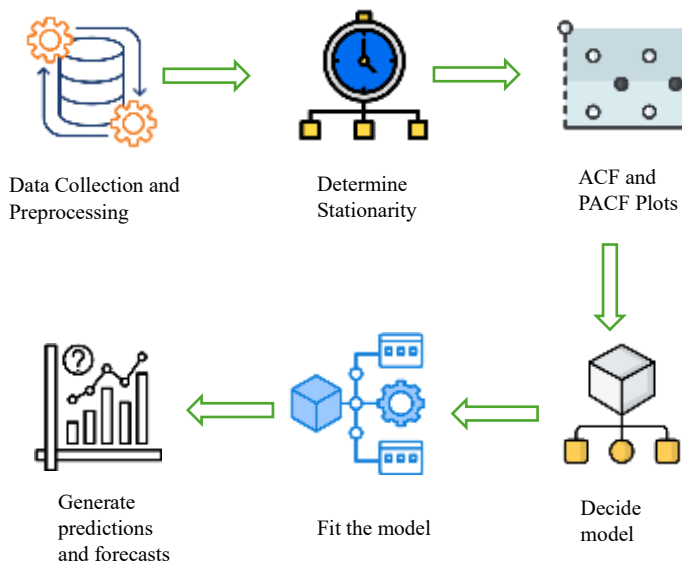 Data Collection and
Preprocessing
Determine
Stationarity
ACF and
PACF Plots
?
Decide
model
Fit the model
Generate
predictions
and forecasts